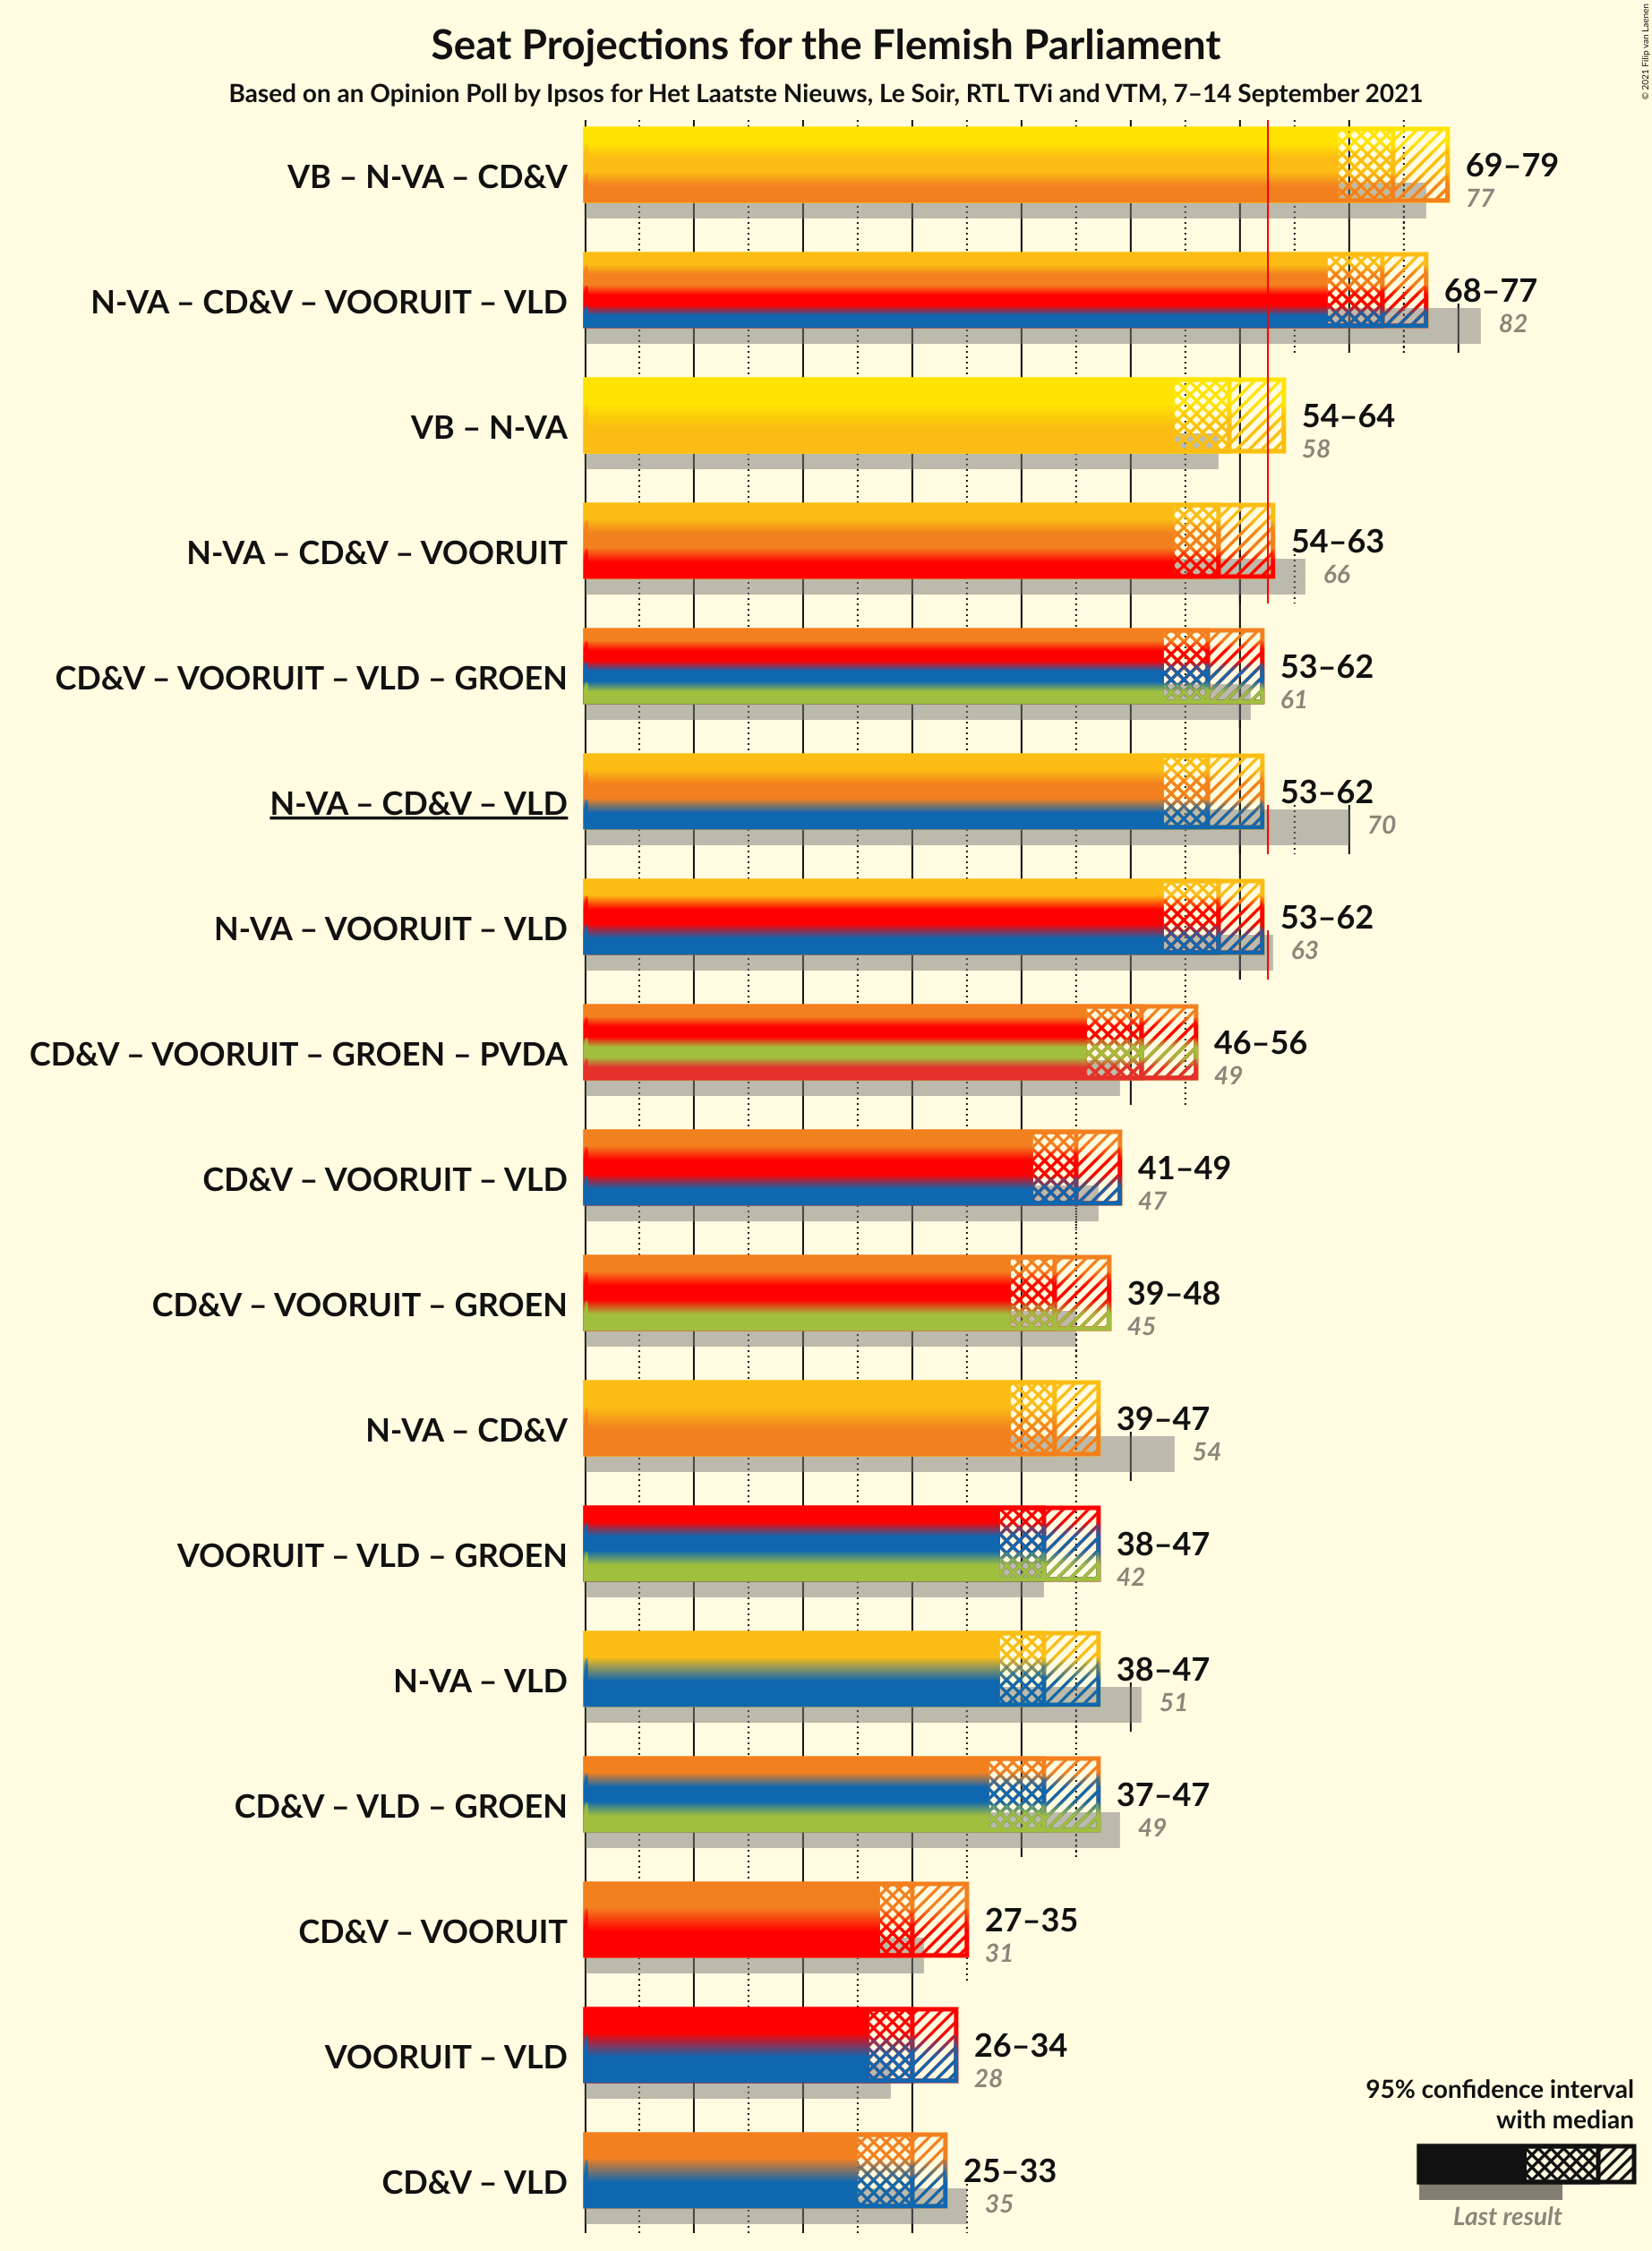 Seat Projections for the Flemish Parliament
Based on an Opinion Poll by Ipsos for Het Laatste Nieuws, Le Soir, RTL TVi and VTM, 7–14 September 2021
© 2021 Filip van Laenen
VB – N-VA – CD&V
69–79
77
N-VA – CD&V – VOORUIT – VLD
68–77
82
VB – N-VA
54–64
58
N-VA – CD&V – VOORUIT
54–63
66
CD&V – VOORUIT – VLD – GROEN
53–62
61
N-VA – CD&V – VLD
53–62
70
N-VA – VOORUIT – VLD
53–62
63
CD&V – VOORUIT – GROEN – PVDA
46–56
49
CD&V – VOORUIT – VLD
41–49
47
CD&V – VOORUIT – GROEN
39–48
45
N-VA – CD&V
39–47
54
VOORUIT – VLD – GROEN
38–47
42
N-VA – VLD
38–47
51
CD&V – VLD – GROEN
37–47
49
CD&V – VOORUIT
27–35
31
VOORUIT – VLD
26–34
28
CD&V – VLD
25–33
35
95% confidence interval
with median
Last result